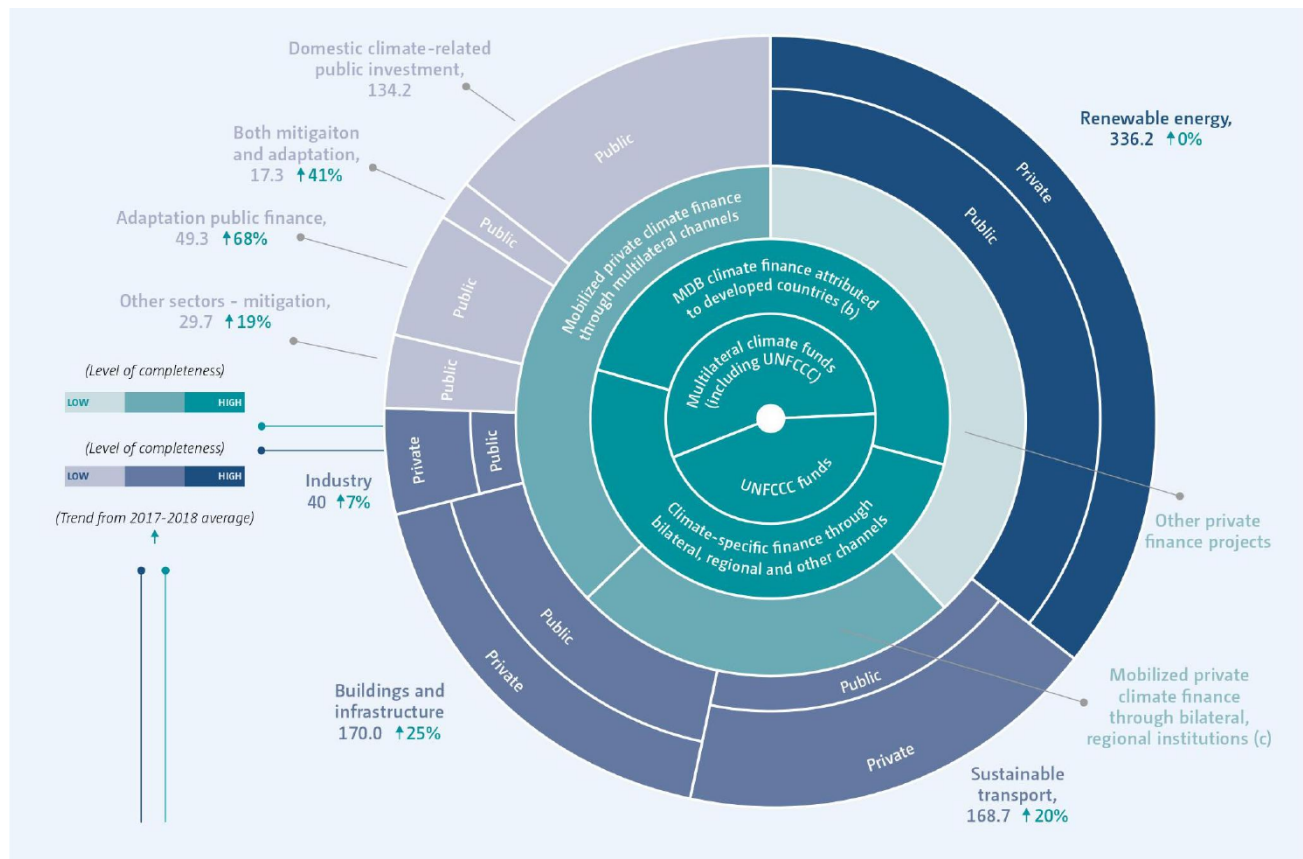 Domestic climate-related
public investment,
134.2
Both mitigaiton
and adaptation,
17.3 ↑41%
Adaptation public finance,
49.3 ↑68%
Other sectors - mitigation,
29.7 ↑19%
(Level of completeness)
LOW HIGH
(Level of completeness)
LOW HIGH
(Trend from 2017-2018 average)
↑
Industry
40 ↑7%
Buildings and
infrastructure
170.0 ↑25%
Sustainable
transport,
168.7 ↑20%
Renewable energy,
336.2 ↑0%
Other private
finance projects
Mobilized private
climate finance
through bilateral,
regional institutions (c)
Public
Public
Public
Public
Private
Public
Public
Private
Public
Private
Public
Private
Mobilized private climate finance
through multilateral channels
MDB climate finance attributed
to developed countries (b)
Multilateral climate funds
(including UNFCCC)
UNFCCC funds
Climate-specific finance through
bilateral, regional and other channels